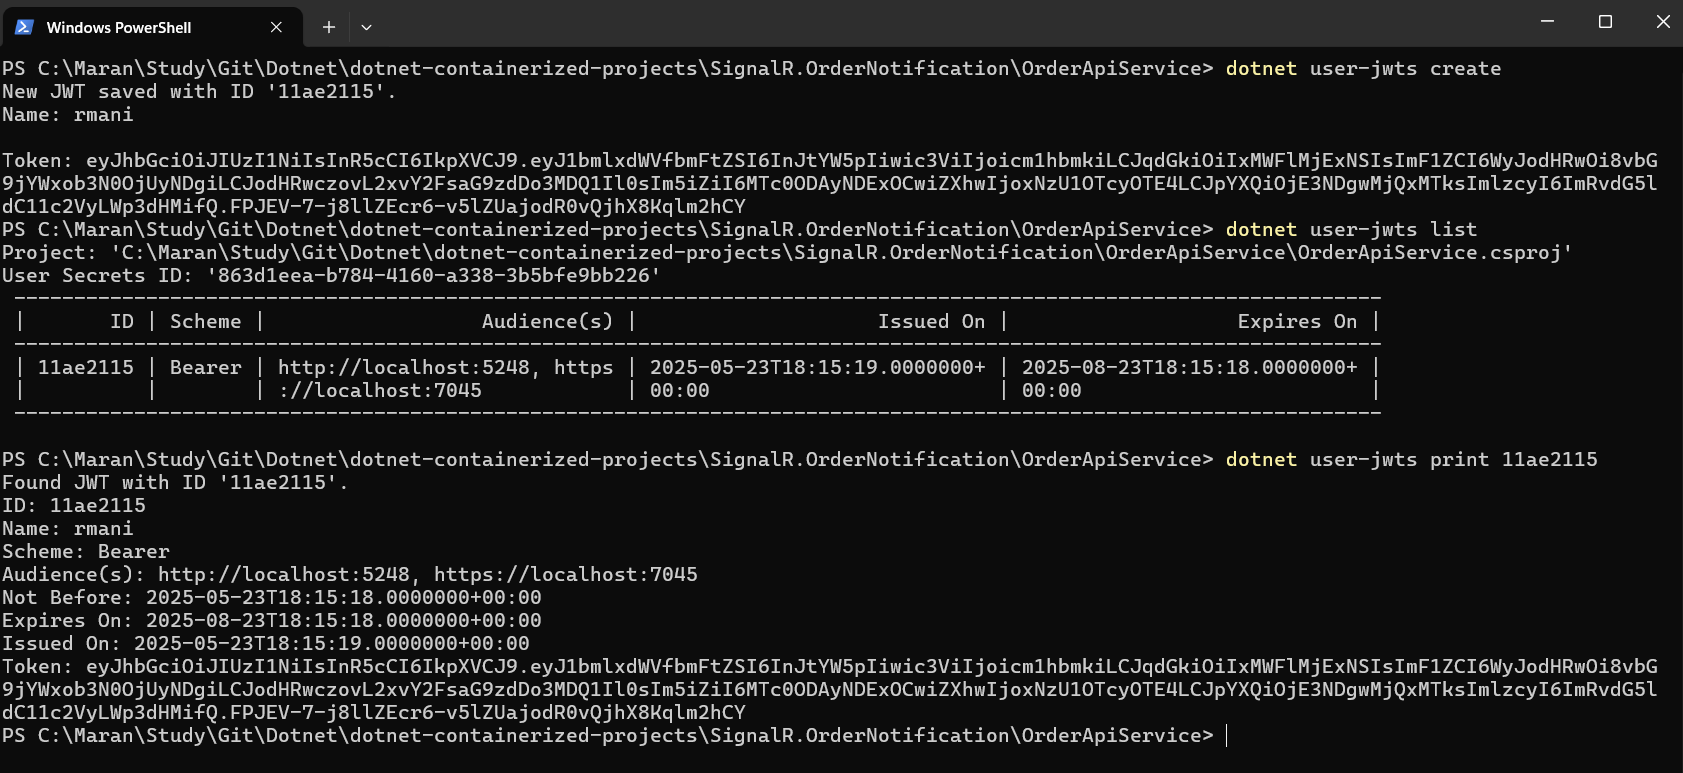 Windows PowerShell
PS C:\Maran\Study\Git\Dotnet\dotnet-containerized-projects\SignalR.OrderNotification\OrderApiService> dotnet user-jwts create
New JWT saved with ID '11ae2115'.
Name: rmani
Token: eyJhbGciOiJIUzI1NiIsInR5cCI6IkpXVCJ9.eyJ1bmlxdWVfbmFtZSI6InJtYW5pIiwic3ViIjoicm1hbmkiLCJqdGkiOiIxMWFlMjExNSIsImF1ZCI6WyJodHRwOi8vbG
9jYWxob3N0OjUyNDgiLCJodHRwczovL2xvY2FsaG9zdDo3MDQ1Il0sIm5iZiI6MTc0ODAyNDExOCwiZXhwIjoxNzU1OTcyOTE4LCJpYXQiOjE3NDgwMjQxMTksImlzcyI6ImRvdG5l
dC11c2VyLWp3dHMifQ.FPJEV-7-j8llZEcr6-v5lZUajodR0vQjhX8Kqlm2hCY
PS C:\Maran\Study\Git\Dotnet\dotnet-containerized-projects\SignalR.OrderNotification\OrderApiService> dotnet user-jwts list
Project: 'C:\Maran\Study\Git\Dotnet\dotnet-containerized-projects\SignalR.OrderNotification\OrderApiService\OrderApiService.csproj'
User Secrets ID: '863d1eea-b784-4160-a338-3b5bfe9bb226'
------------------------------------------------------------------------------------------------------------------
| ID | Scheme | Audience(s) | Issued On | Expires On |
------------------------------------------------------------------------------------------------------------------
| 11ae2115 | Bearer | http://localhost:5248, https | 2025-05-23T18:15:19.0000000+ | 2025-08-23T18:15:18.0000000+ |
| | | ://localhost:7045 | 00:00 | 00:00 |
------------------------------------------------------------------------------------------------------------------
PS C:\Maran\Study\Git\Dotnet\dotnet-containerized-projects\SignalR.OrderNotification\OrderApiService> dotnet user-jwts print 11ae2115
Found JWT with ID '11ae2115'.
ID: 11ae2115
Name: rmani
Scheme: Bearer
Audience(s): http://localhost:5248, https://localhost:7045
Not Before: 2025-05-23T18:15:18.0000000+00:00
Expires On: 2025-08-23T18:15:18.0000000+00:00
Issued On: 2025-05-23T18:15:19.0000000+00:00
Token: eyJhbGciOiJIUzI1NiIsInR5cCI6IkpXVCJ9.eyJ1bmlxdWVfbmFtZSI6InJtYW5pIiwic3ViIjoicm1hbmkiLCJqdGkiOiIxMWFlMjExNSIsImF1ZCI6WyJodHRwOi8vbG
9jYWxob3N0OjUyNDgiLCJodHRwczovL2xvY2FsaG9zdDo3MDQ1Il0sIm5iZiI6MTc0ODAyNDExOCwiZXhwIjoxNzU1OTcyOTE4LCJpYXQiOjE3NDgwMjQxMTksImlzcyI6ImRvdG5l
dC11c2VyLWp3dHMifQ.FPJEV-7-j8llZEcr6-v5lZUajodR0vQjhX8Kqlm2hCY
PS C:\Maran\Study\Git\Dotnet\dotnet-containerized-projects\SignalR.OrderNotification\OrderApiService>